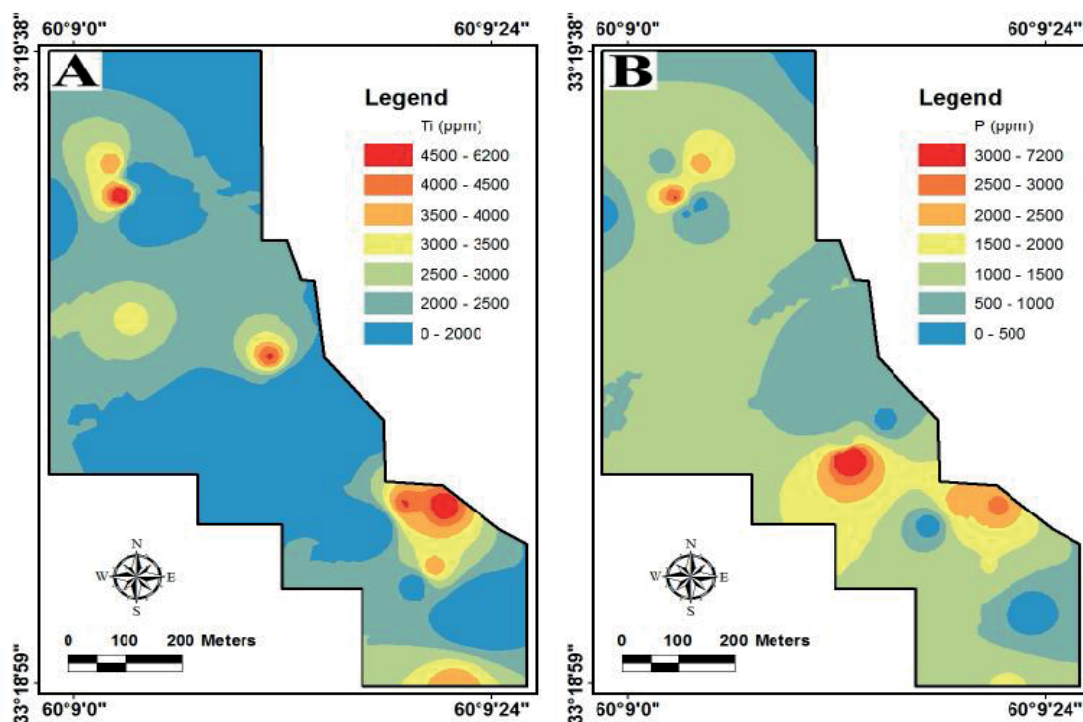 60°9'0" 60°9'24"
33°19'38"
A
Legend
Ti (ppm)
4500 - 6200
4000 - 4500
3500 - 4000
3000 - 3500
2500 - 3000
2000 - 2500
0 - 2000
N
W E
S
0 100 200 Meters
33°18'59"
60°9'0" 60°9'24"
60°9'0" 60°9'24"
33°19'38"
B
Legend
P (ppm)
3000 - 7200
2500 - 3000
2000 - 2500
1500 - 2000
1000 - 1500
500 - 1000
0 - 500
N
W E
S
0 100 200 Meters
33°18'59"
60°9'0" 60°9'24"